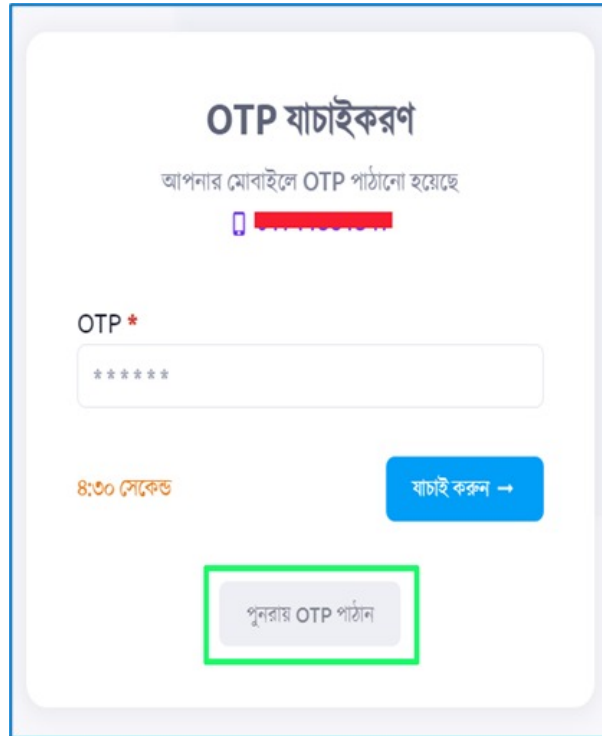 OTP যাচাইকরণ
আপনার মোবাইলে OTP পাঠানো হয়েছে
OTP *
******
৪:৩০ সেকেন্ড
যাচাই করুন →
পুনরায় OTP পাঠান